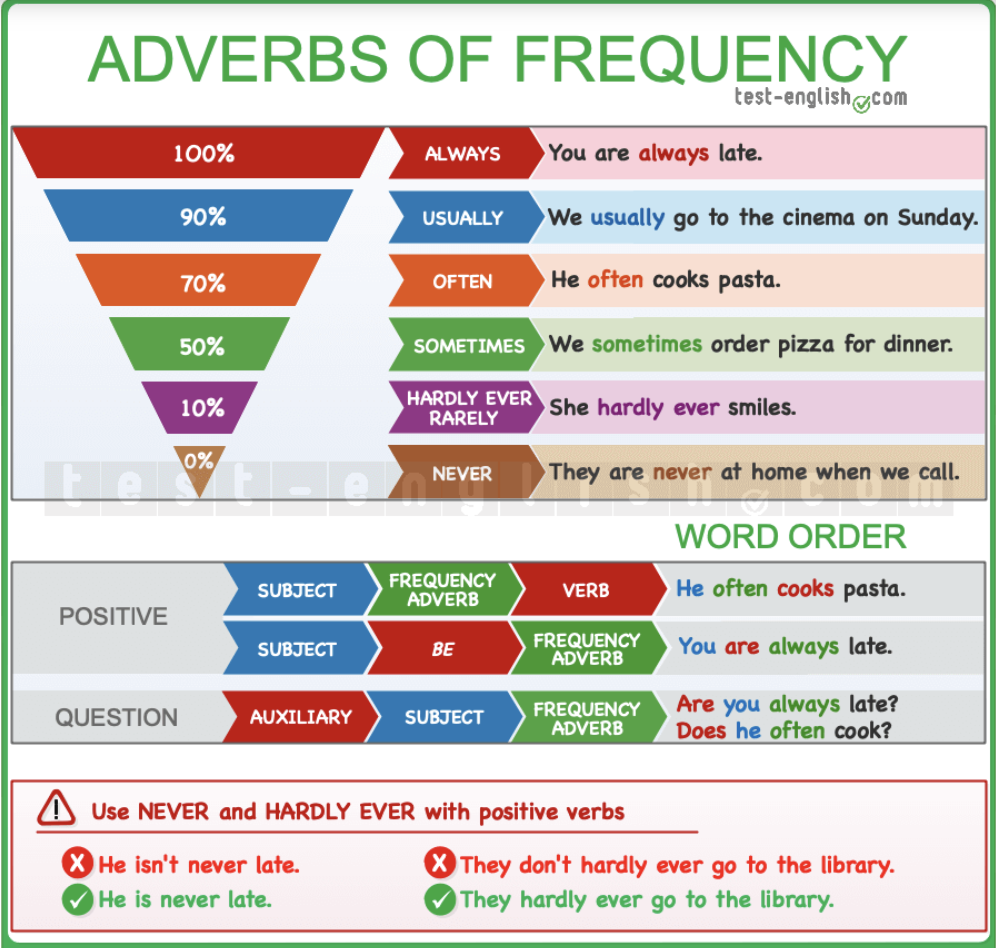 ADVERBS OF FREQUENCY
test-english.com
100% ALWAYS You are always late.
90% USUALLY We usually go to the cinema on Sunday.
70% OFTEN He often cooks pasta.
50% SOMETIMES We sometimes order pizza for dinner.
10% HARDLY EVER
RARELY She hardly ever smiles.
0% NEVER They are never at home when we call.
test-english.com
WORD ORDER
POSITIVE
SUBJECT FREQUENCY
ADVERB VERB He often cooks pasta.
SUBJECT BE FREQUENCY
ADVERB You are always late.
QUESTION AUXILIARY SUBJECT FREQUENCY
ADVERB Are you always late?
Does he often cook?
! Use NEVER and HARDLY EVER with positive verbs
X He isn't never late.
✓ He is never late.
X They don't hardly ever go to the library.
✓ They hardly ever go to the library.